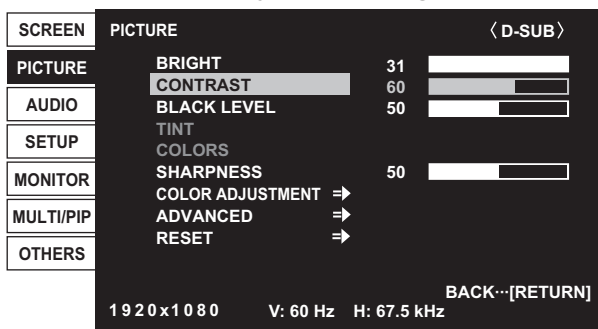 SCREEN
PICTURE
AUDIO
SETUP
MONITOR
MULTI/PIP
OTHERS
PICTURE 〈D-SUB〉
BRIGHT 31
CONTRAST 60
BLACK LEVEL 50
TINT
COLORS
SHARPNESS 50
COLOR ADJUSTMENT ⇒
ADVANCED ⇒
RESET ⇒
BACK···[RETURN]
1920x1080 V: 60 Hz H: 67.5 kHz